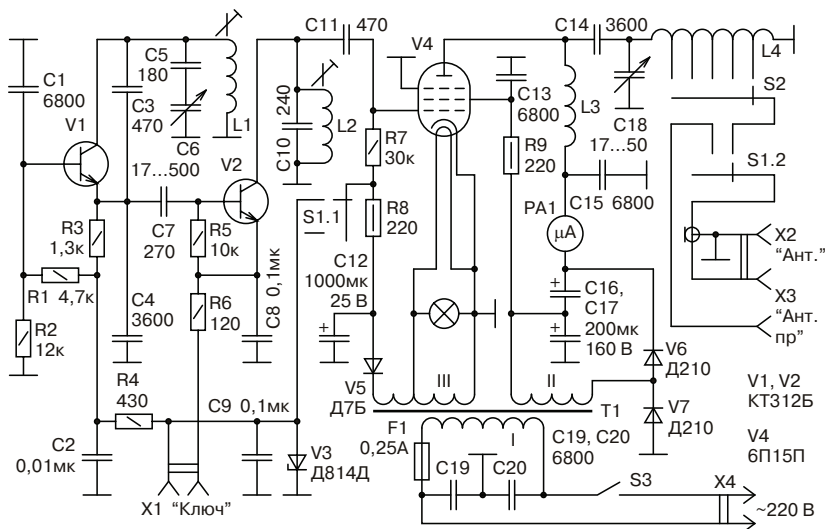 C1
6800
V1
C5
180
C3
470
C6
17...500
L1
V2
C11
470
240
C10
L2
R7
30к
V4
C13
6800
R9
220
L3
C14
3600
C18
17...50
L4
S2
S1.2
C15
6800
PA1
µA
R3
1,3к
C7
270
R5
10к
S1.1
R8
220
C12
1000мк
25 В
+
R1
4,7к
R2
12к
C4
3600
R6
120
C8 0,1мк
+
+
C16,
C17
200мк
160 В
X2
"Ант."
X3
"Ант.
пр"
V6
Д210
V7
Д210
V1, V2
КТ312Б
V4
6П15П
R4
430
C9 0,1мк
V5
Д7Б
III
II
T1
C2
0,01мк
X1 "Ключ"
V3
Д814Д
F1
0,25А
I
C19, C20
6800
C19
C20
S3
X4
~220 В